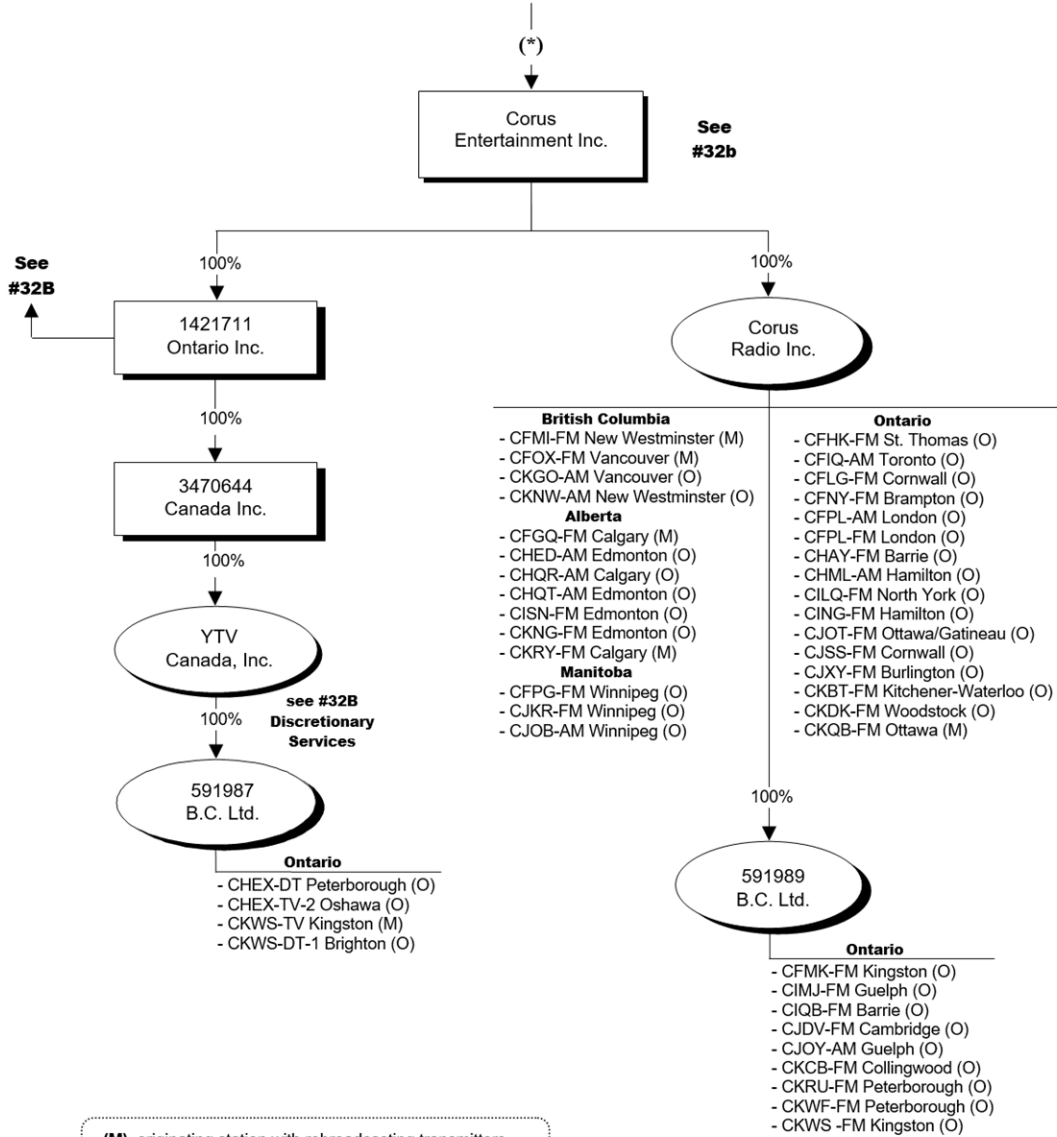 (*)
Corus
Entertainment Inc.
See
#32b
100%
100%
See
#32B
1421711
Ontario Inc.
Corus
Radio Inc.
100%
3470644
Canada Inc.
100%
YTV
Canada, Inc.
see #32B
Discretionary
Services
100%
591987
B.C. Ltd.
Ontario
- CHEX-DT Peterborough (O)
- CHEX-TV-2 Oshawa (O)
- CKWS-TV Kingston (M)
- CKWS-DT-1 Brighton (O)
British Columbia
- CFMI-FM New Westminster (M)
- CFOX-FM Vancouver (M)
- CKGO-AM Vancouver (O)
- CKNW-AM New Westminster (O)
Alberta
- CFGQ-FM Calgary (M)
- CHED-AM Edmonton (O)
- CHQR-AM Calgary (O)
- CHQT-AM Edmonton (O)
- CISN-FM Edmonton (O)
- CKNG-FM Edmonton (O)
- CKRY-FM Calgary (M)
Manitoba
- CFPG-FM Winnipeg (O)
- CJKR-FM Winnipeg (O)
- CJOB-AM Winnipeg (O)
Ontario
- CFHK-FM St. Thomas (O)
- CFIQ-AM Toronto (O)
- CFLG-FM Cornwall (O)
- CFNY-FM Brampton (O)
- CFPL-AM London (O)
- CFPL-FM London (O)
- CHAY-FM Barrie (O)
- CHML-AM Hamilton (O)
- CILQ-FM North York (O)
- CING-FM Hamilton (O)
- CJOT-FM Ottawa/Gatineau (O)
- CJSS-FM Cornwall (O)
- CJXY-FM Burlington (O)
- CKBT-FM Kitchener-Waterloo (O)
- CKDK-FM Woodstock (O)
- CKQB-FM Ottawa (M)
100%
591989
B.C. Ltd.
Ontario
- CFMK-FM Kingston (O)
- CIMJ-FM Guelph (O)
- CIQB-FM Barrie (O)
- CJDV-FM Cambridge (O)
- CJOY-AM Guelph (O)
- CKCB-FM Collingwood (O)
- CKRU-FM Peterborough (O)
- CKWF-FM Peterborough (O)
- CKWS -FM Kingston (O)
(M) originating station with rebroadcasting transmitters